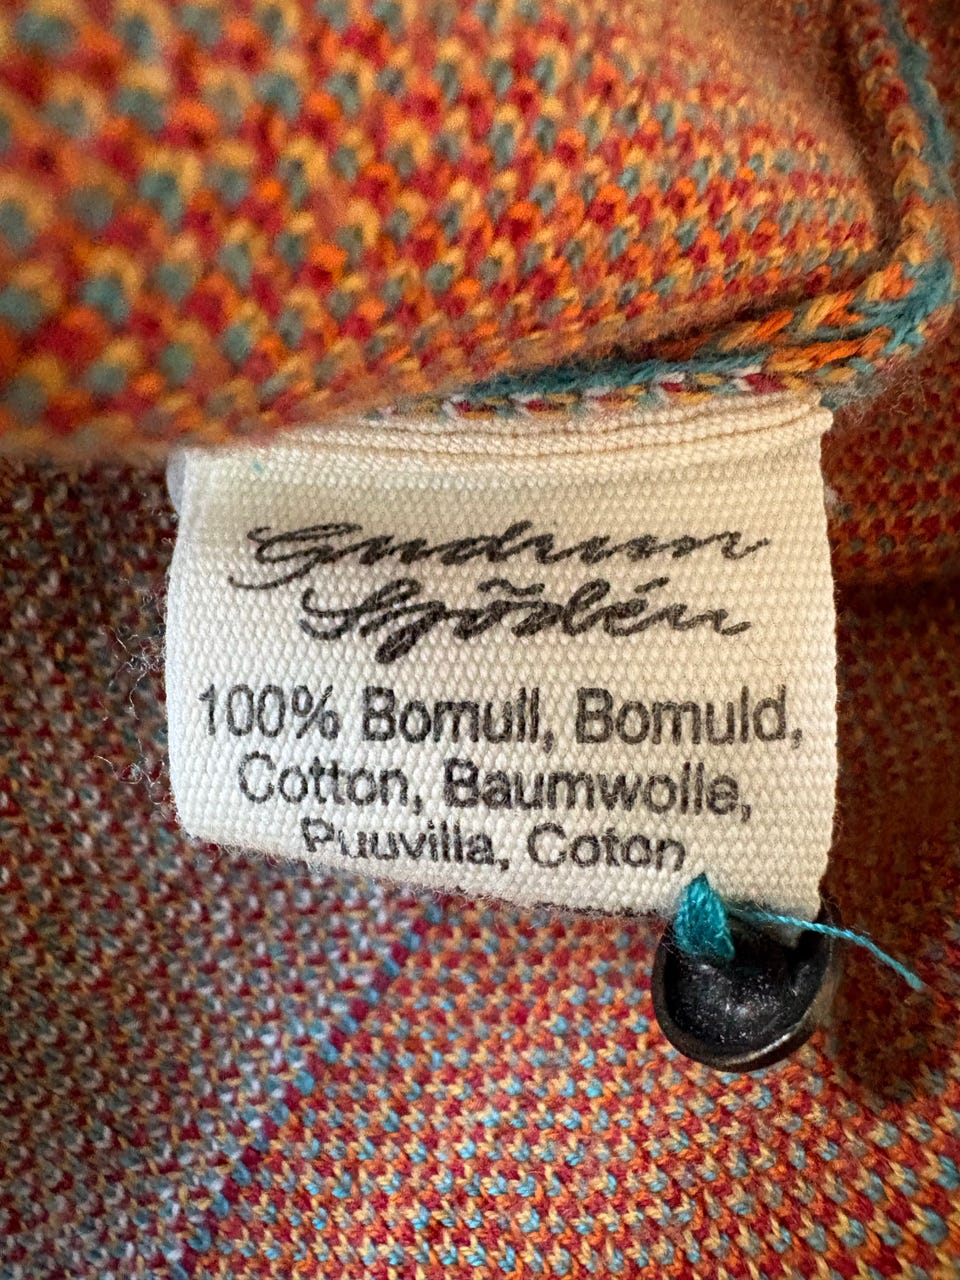 Gudrun
Sjödén
100% Bomull, Bomuld,
Cotton, Baumwolle,
Puuvilla, Coton